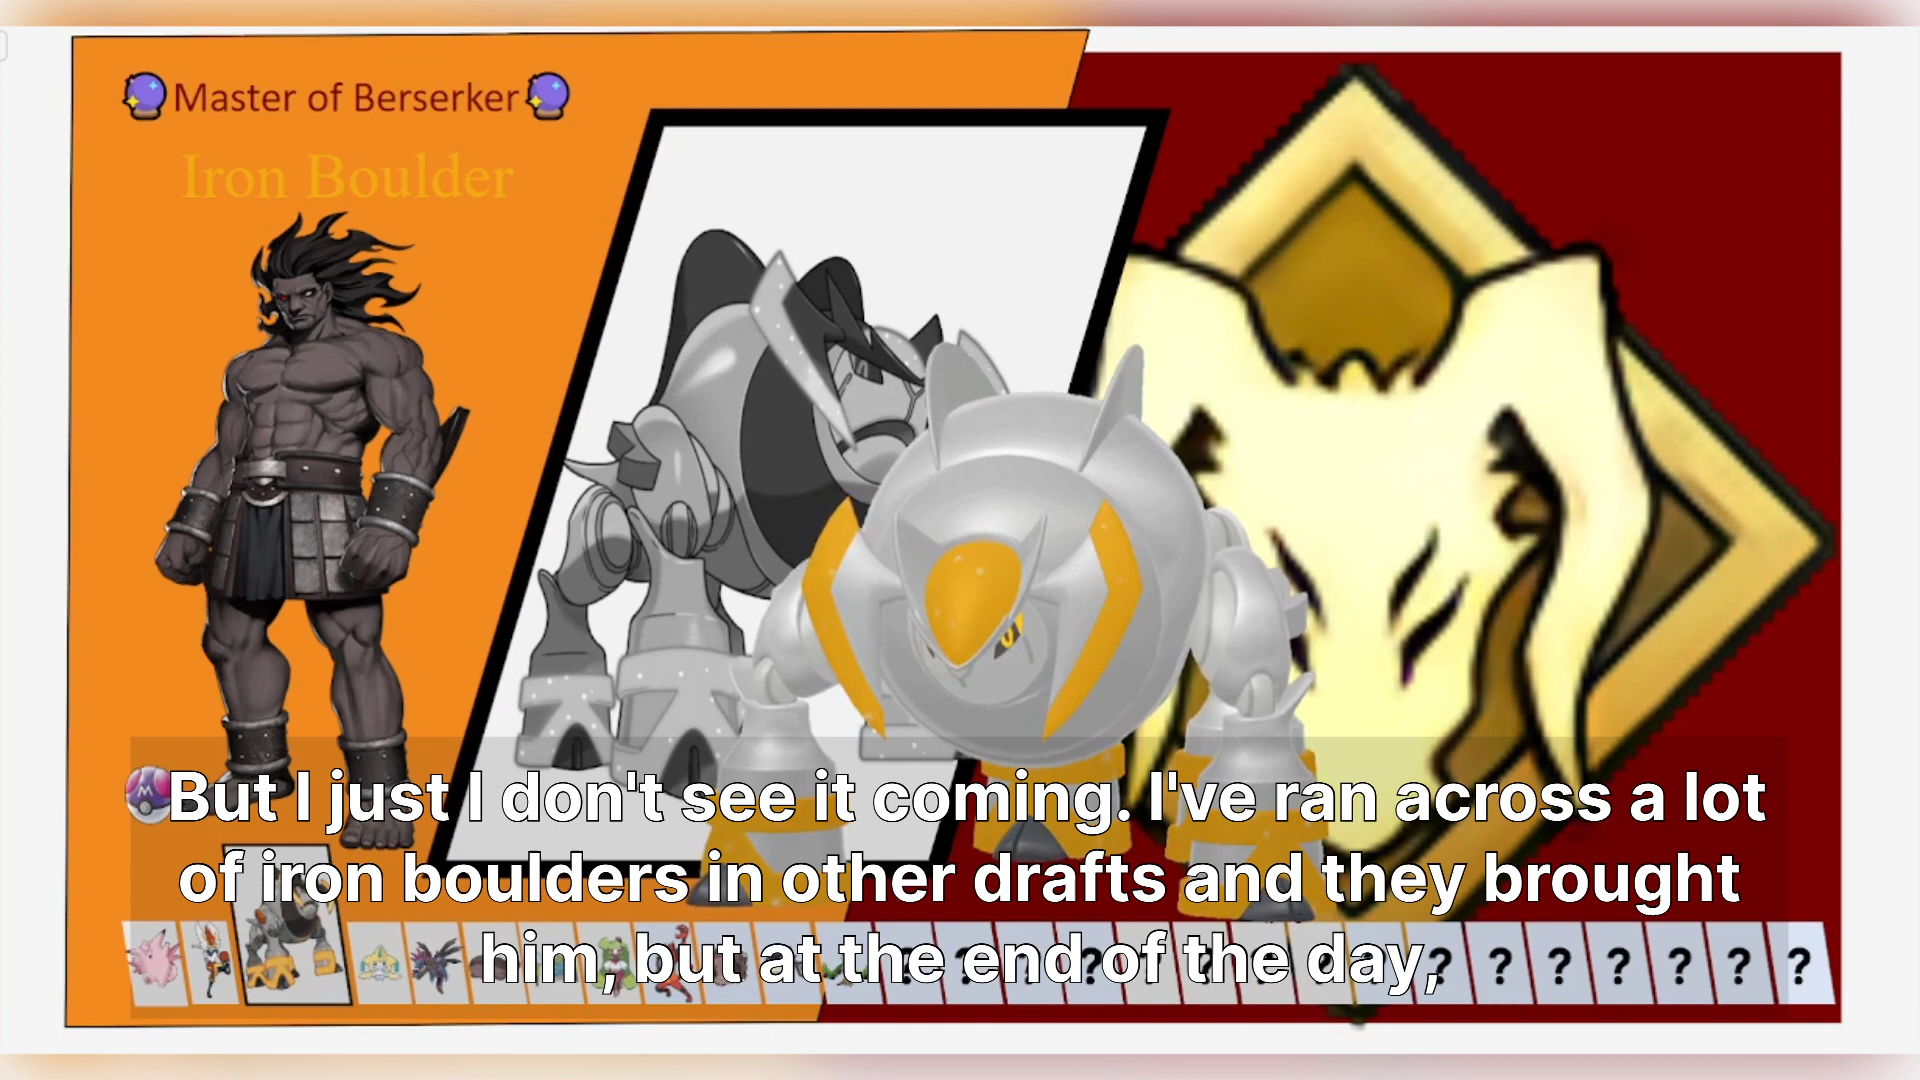 Master of Berserker
Iron Boulder
But I just I don't see it coming. I've ran across a lot
of iron boulders in other drafts and they brought
him, but at the end of the day,
M
? ? ? ? ? ? ? ? ? ? ? ? ? ? ? ?